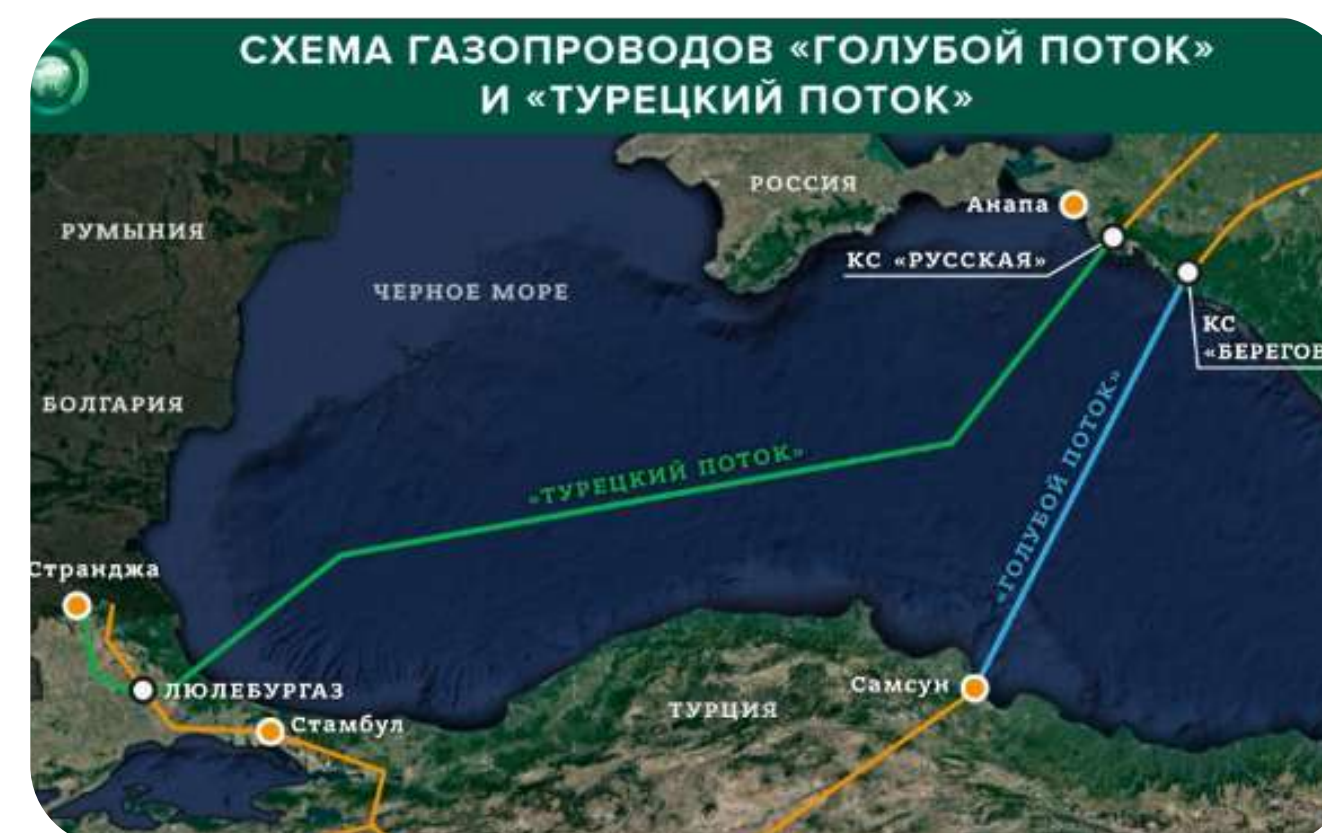 СХЕМА ГАЗОПРОВОДОВ «ГОЛУБОЙ ПОТОК»
И «ТУРЕЦКИЙ ПОТОК»
РОССИЯ
Анапа
РУМЫНИЯ
КС «РУССКАЯ»
ЧЕРНОЕ МОРЕ
КС
«БЕРЕГОВ
БОЛГАРИЯ
«ТУРЕЦКИЙ ПОТОК»
«ГОЛУБОЙ ПОТОК»
Странджа
ЛЮЛЕБУРГАЗ
Самсун
ТУРЦИЯ
Стамбул